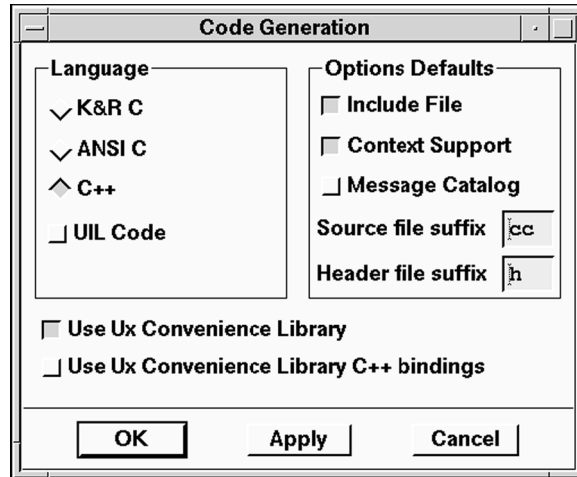 Code Generation
Language
K&R C
ANSI C
C++
UIL Code
Options Defaults
Include File
Context Support
Message Catalog
Source file suffix cc
Header file suffix h
Use Ux Convenience Library
Use Ux Convenience Library C++ bindings
OK Apply Cancel